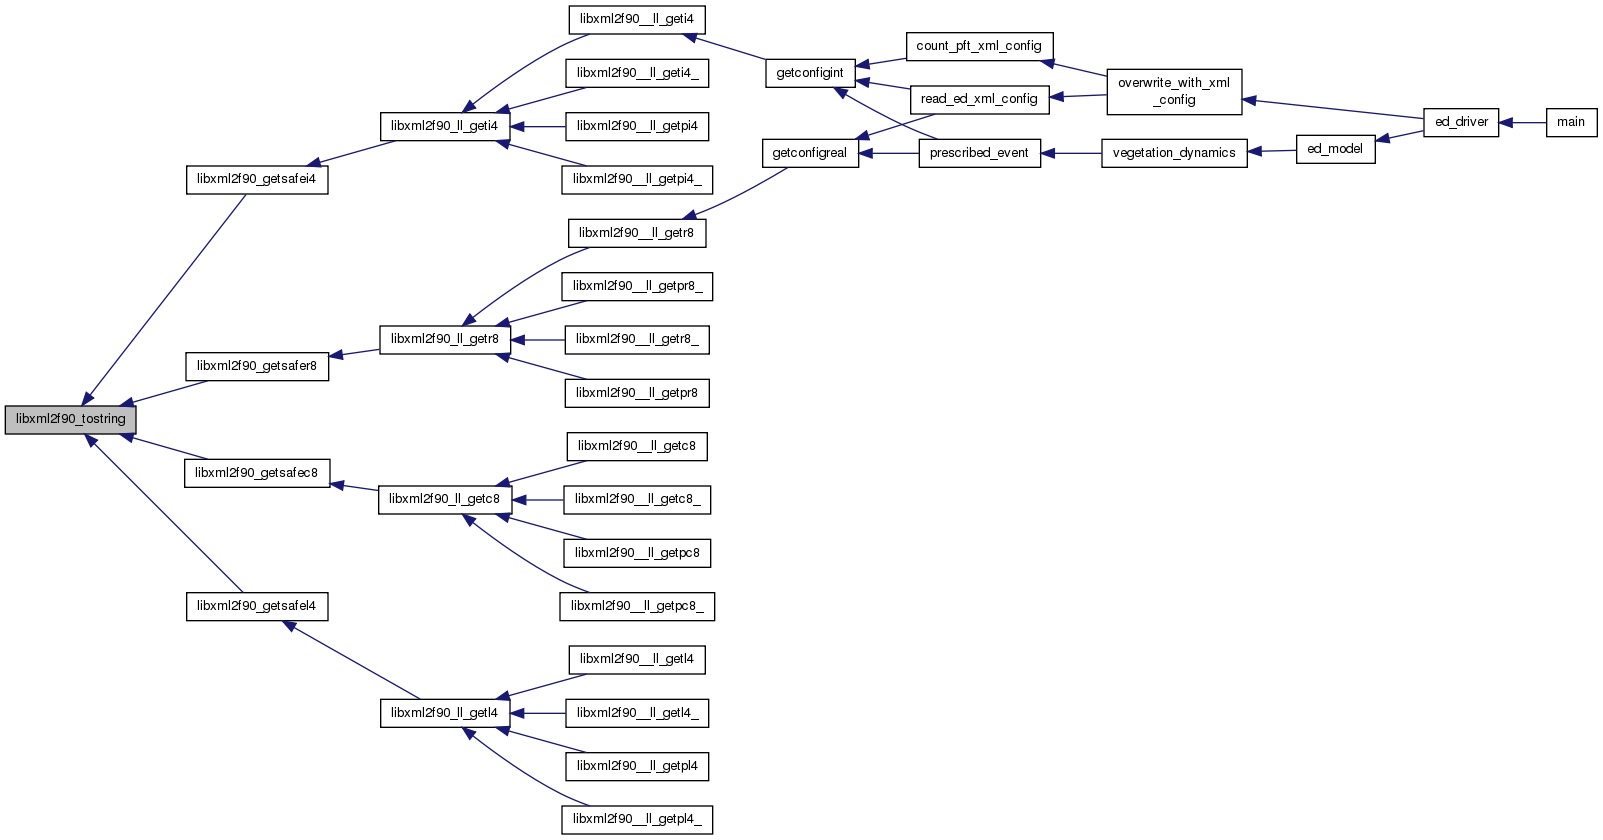 libxml2f90__ll_geti4
count_pft_xml_config
libxml2f90__ll_geti4_
getconfigint
overwrite_with_xml
_config
read_ed_xml_config
libxml2f90_ll_geti4
libxml2f90__ll_getpi4
ed_driver
main
getconfigreal
prescribed_event
vegetation_dynamics
ed_model
libxml2f90_getsafei4
libxml2f90__ll_getpi4_
libxml2f90__ll_getr8
libxml2f90__ll_getpr8_
libxml2f90_ll_getr8
libxml2f90__ll_getr8_
libxml2f90_getsafer8
libxml2f90__ll_getpr8
libxml2f90_tostring
libxml2f90__ll_getc8
libxml2f90_getsafec8
libxml2f90_ll_getc8
libxml2f90__ll_getc8_
libxml2f90__ll_getpc8
libxml2f90_getsafel4
libxml2f90__ll_getpc8_
libxml2f90__ll_getl4
libxml2f90_ll_getl4
libxml2f90__ll_getl4_
libxml2f90__ll_getpl4
libxml2f90__ll_getpl4_